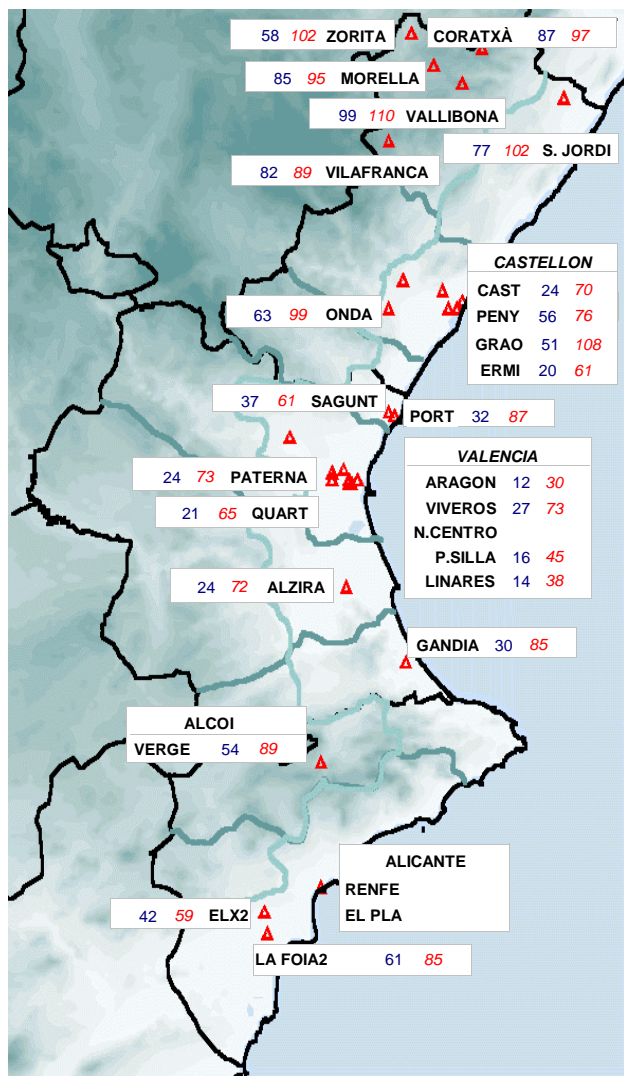 58 102 ZORITA
CORATXÀ 87 97
85 95 MORELLA
99 110 VALLIBONA
77 102 S. JORDI
82 89 VILAFRANCA
CASTELLON
CAST 24 70
PENY 56 76
GRAO 51 108
ERMI 20 61
63 99 ONDA
37 61 SAGUNT
PORT 32 87
VALENCIA
ARAGON 12 30
VIVEROS 27 73
N.CENTRO
P.SILLA 16 45
LINARES 14 38
24 73 PATERNA
21 65 QUART
24 72 ALZIRA
GANDIA 30 85
ALCOI
VERGE 54 89
ALICANTE
RENFE
EL PLA
42 59 ELX2
LA FOIA2 61 85